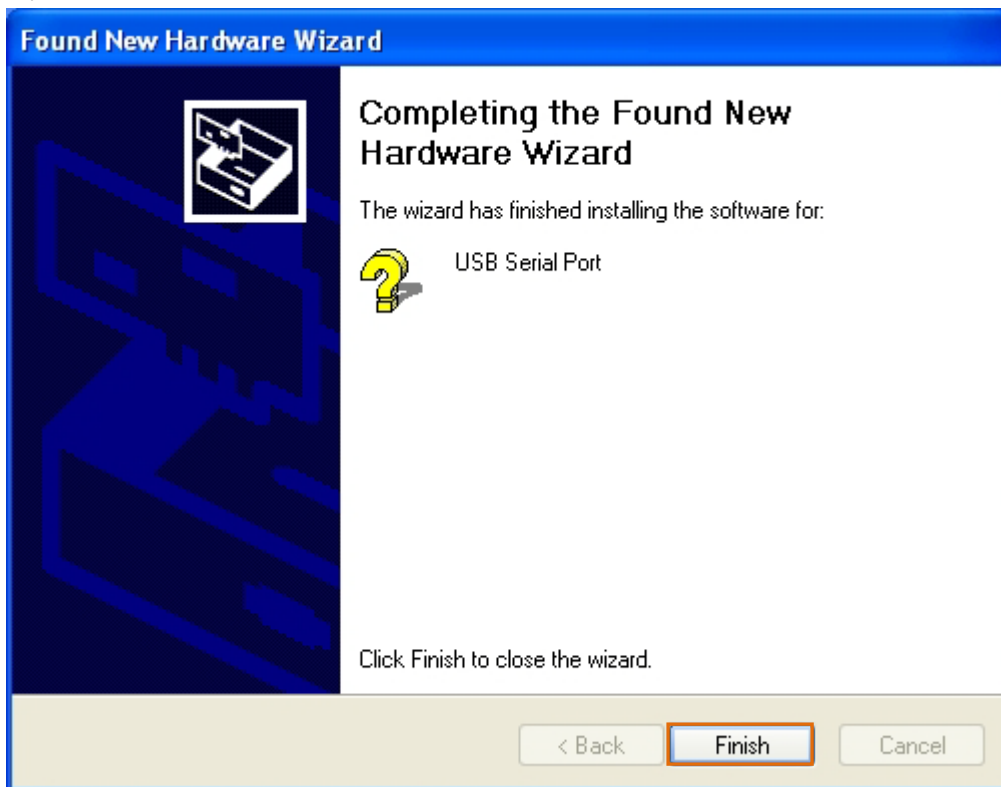 Found New Hardware Wizard
Completing the Found New
Hardware Wizard
The wizard has finished installing the software for:
USB Serial Port
Click Finish to close the wizard.
< Back
Finish
Cancel